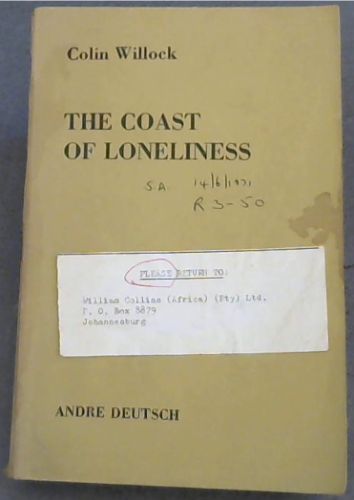 Colin Willock
THE COAST
OF LONELINESS
S.A. 14/6/1971
R 3-50
PLEASE RETURN TO:
William Collins (Africa) (Pty) Ltd.
P. O. Box 8879
Johannesburg
ANDRE DEUTSCH